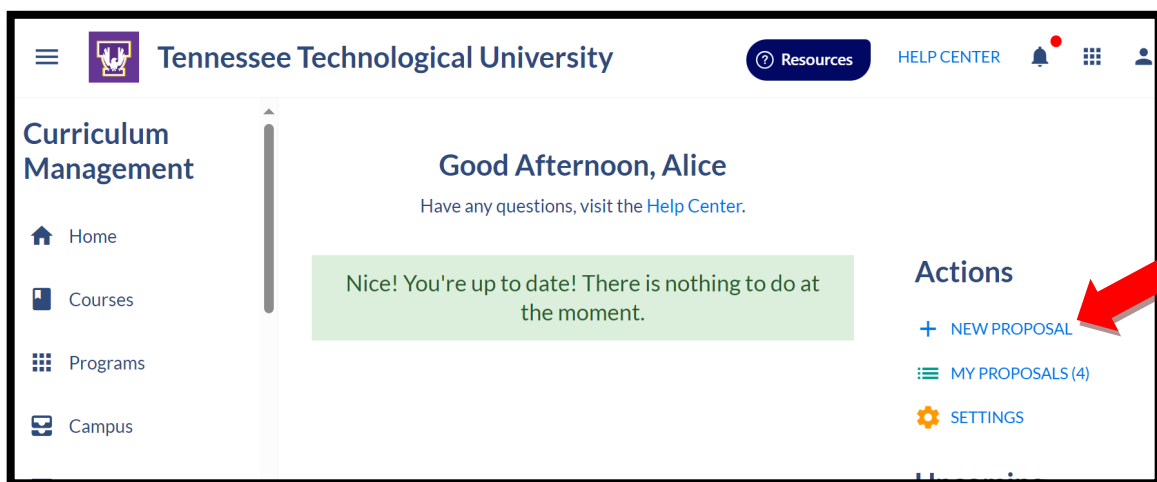 Tennessee Technological University
Resources
HELP CENTER
Curriculum
Management
Home
Courses
Programs
Campus
Good Afternoon, Alice
Have any questions, visit the Help Center.
Nice! You're up to date! There is nothing to do at
the moment.
Actions
NEW PROPOSAL
MY PROPOSALS (4)
SETTINGS
Upcoming